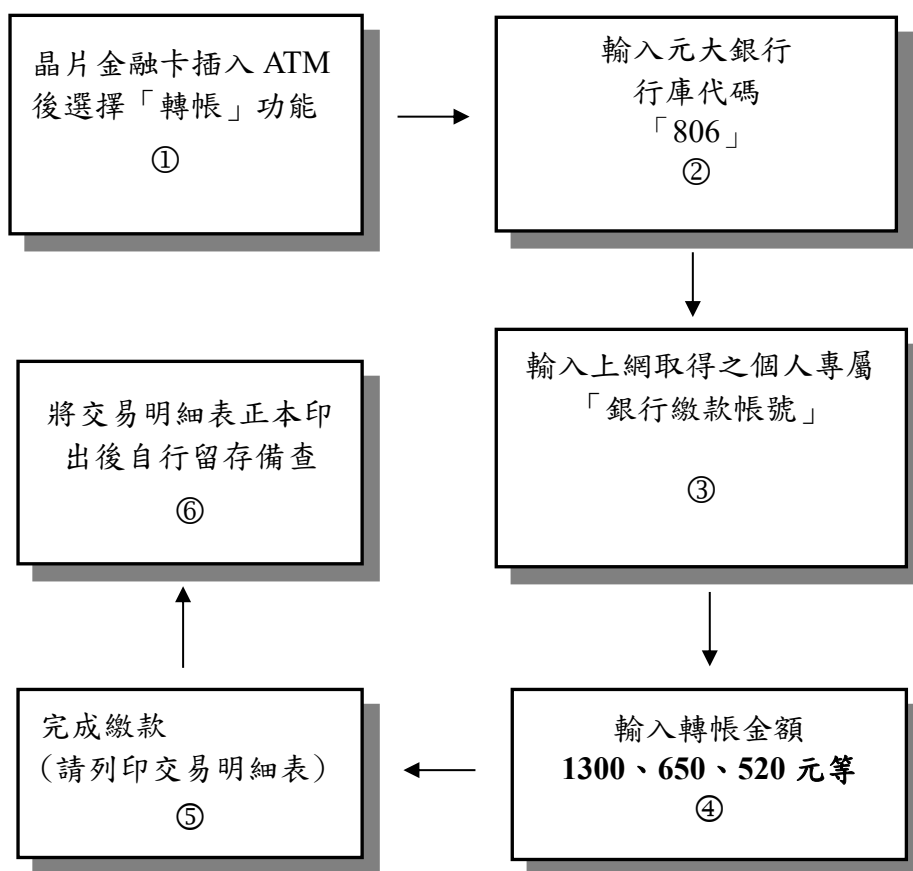 晶片金融卡插入 ATM
後選擇「轉帳」功能
①
輸入元大銀行
行庫代碼
「806」
②
輸入上網取得之個人專屬
「銀行繳款帳號」
③
輸入轉帳金額
1300、650、520 元等
④
完成繳款
（請列印交易明細表）
⑤
將交易明細表正本印
出後自行留存備查
⑥